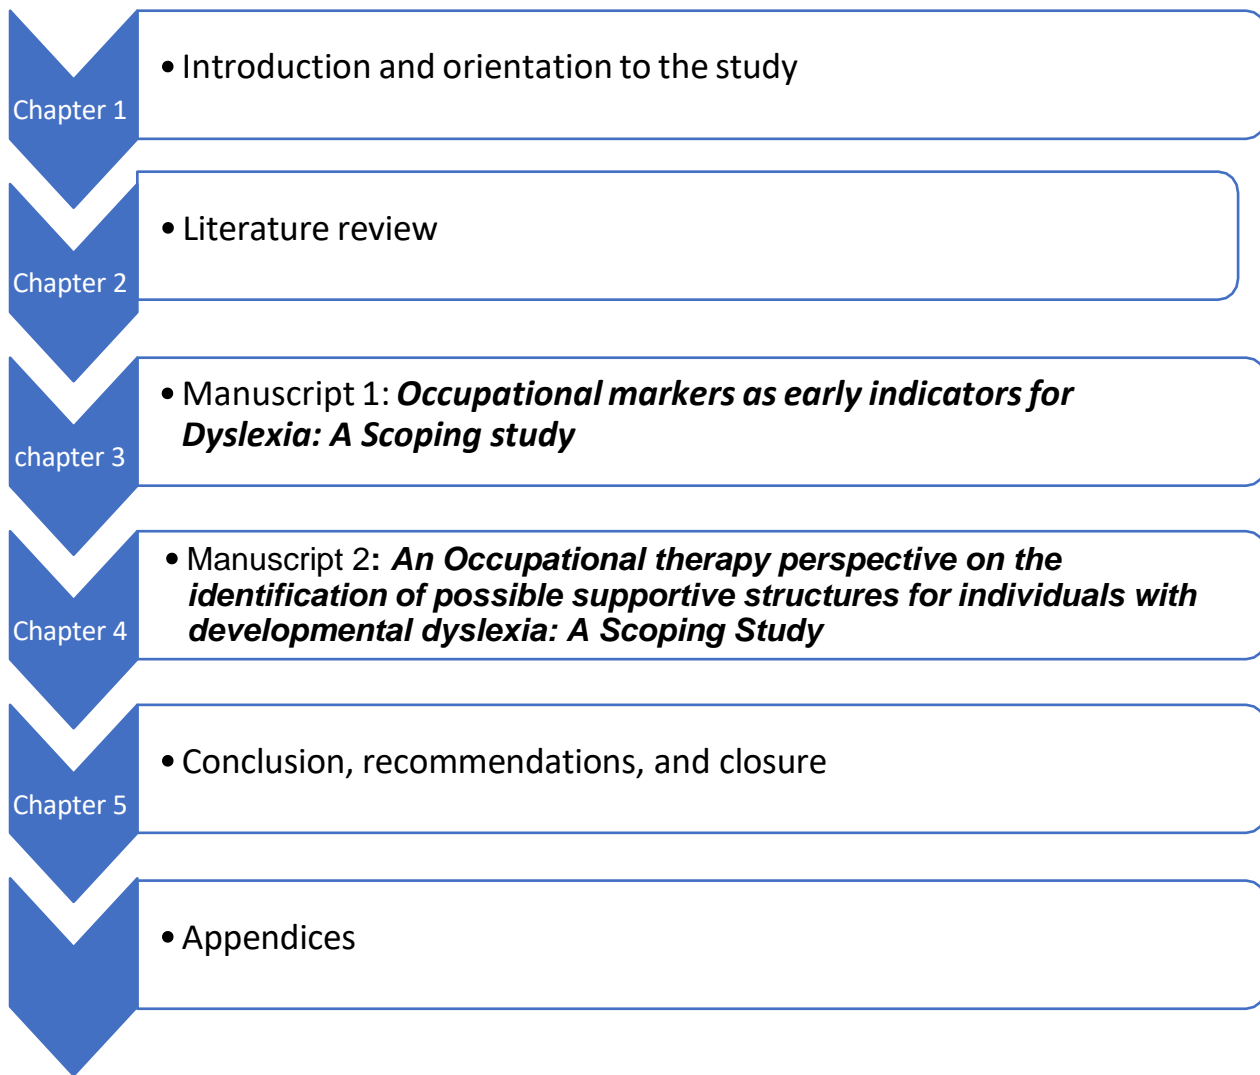 • Introduction and orientation to the study
Chapter 1
• Literature review
Chapter 2
• Manuscript 1: Occupational markers as early indicators for
Dyslexia: A Scoping study
chapter 3
• Manuscript 2: An Occupational therapy perspective on the
identification of possible supportive structures for individuals with
developmental dyslexia: A Scoping Study
Chapter 4
• Conclusion, recommendations, and closure
Chapter 5
• Appendices